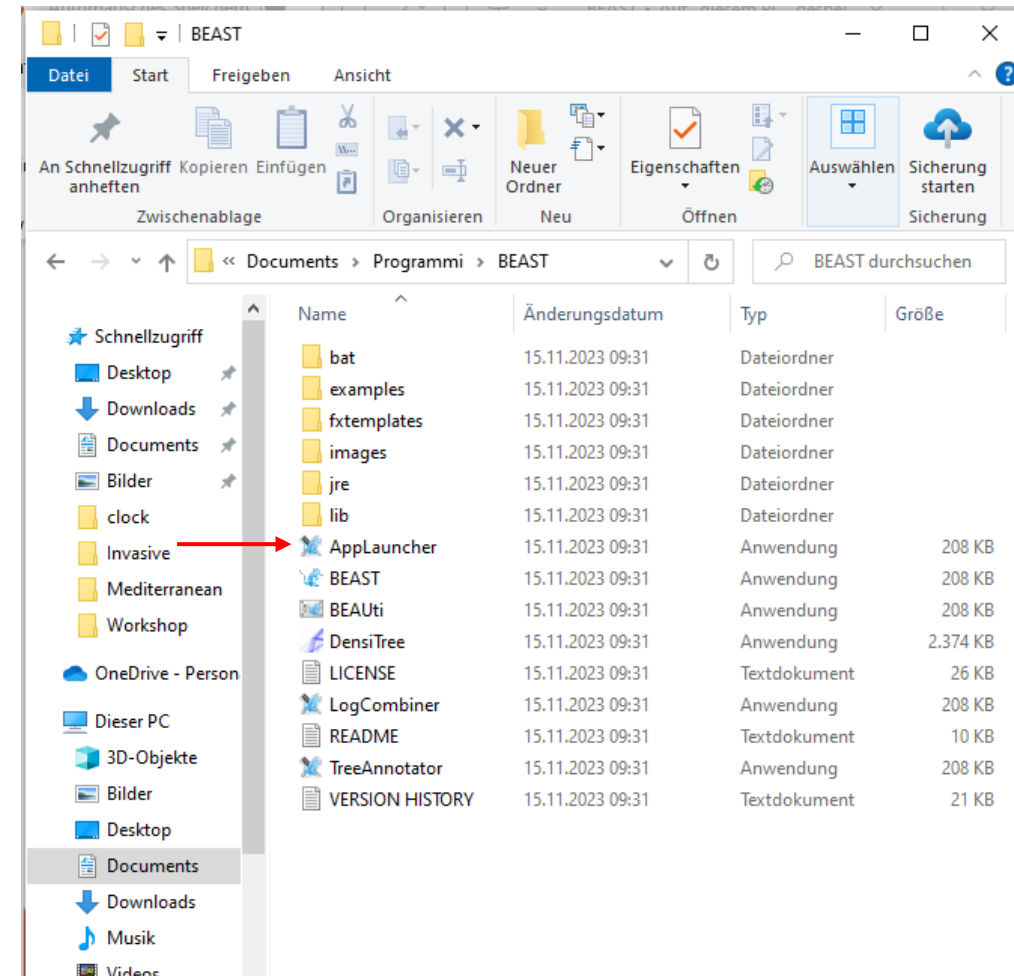 BEAST
Datei Start Freigeben Ansicht
An Schnellzugriff anheften
Kopieren
Einfügen
Neuer Ordner
Eigenschaften
Auswählen
Sicherung starten
Zwischenablage Organisieren Neu Öffnen Sicherung
« Documents › Programmi › BEAST
BEAST durchsuchen
Name Änderungsdatum Typ Größe
Schnellzugriff
Desktop
Downloads
Documents
Bilder
clock
Invasive
Mediterranean
Workshop
OneDrive - Person
Dieser PC
3D-Objekte
Bilder
Desktop
Documents
Downloads
Musik
Videos
bat 15.11.2023 09:31 Dateiordner
examples 15.11.2023 09:31 Dateiordner
fxtemplates 15.11.2023 09:31 Dateiordner
images 15.11.2023 09:31 Dateiordner
jre 15.11.2023 09:31 Dateiordner
lib 15.11.2023 09:31 Dateiordner
AppLauncher 15.11.2023 09:31 Anwendung 208 KB
BEAST 15.11.2023 09:31 Anwendung 208 KB
BEAUti 15.11.2023 09:31 Anwendung 208 KB
DensiTree 15.11.2023 09:31 Anwendung 2.374 KB
LICENSE 15.11.2023 09:31 Textdokument 26 KB
LogCombiner 15.11.2023 09:31 Anwendung 208 KB
README 15.11.2023 09:31 Textdokument 10 KB
TreeAnnotator 15.11.2023 09:31 Anwendung 208 KB
VERSION HISTORY 15.11.2023 09:31 Textdokument 21 KB